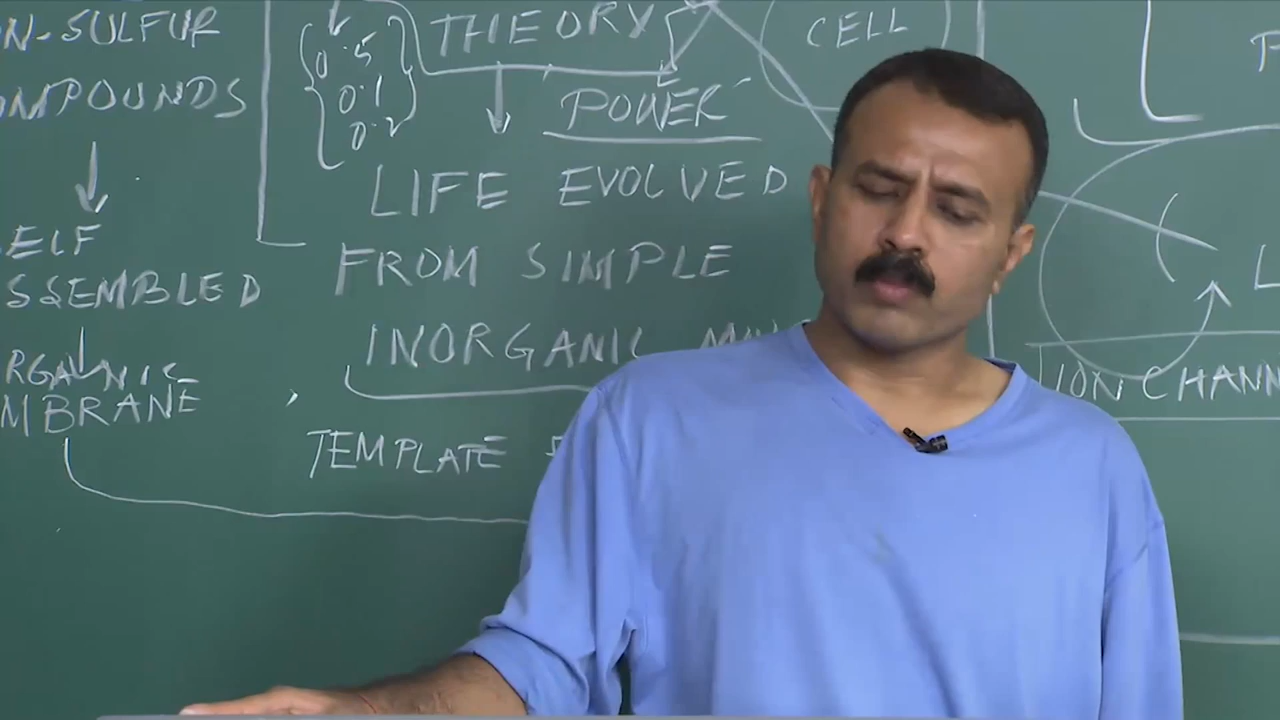 N-SULFUR
OMPOUNDS
ELF
SSEMBLED
RGANIC
MBRANE
0.5
0.1
0.2
THEORY
POWER
LIFE EVOLVED
FROM SIMPLE
INORGANIC
TEMPLATE
CELL
ION CHANN